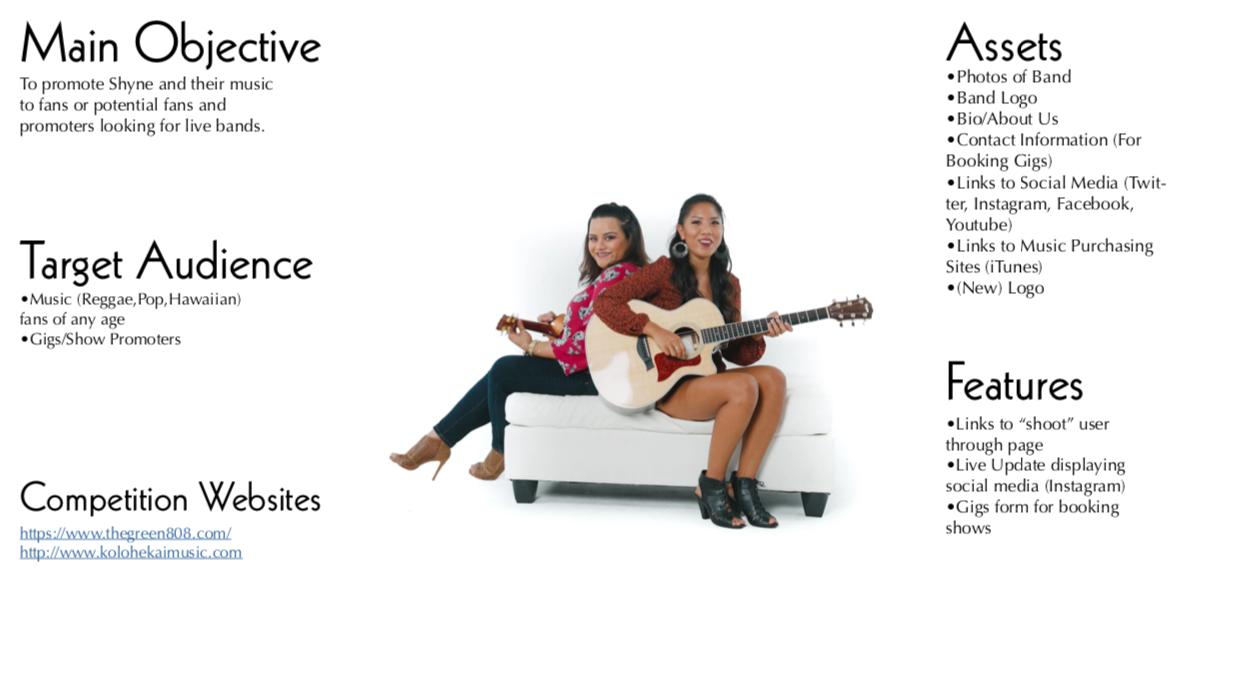 Main Objective
To promote Shyne and their music
to fans or potential fans and
promoters looking for live bands.
Target Audience
•Music (Reggae,Pop,Hawaiian)
fans of any age
•Gigs/Show Promoters
Competition Websites
https://www.thegreen808.com/
http://www.kolohekaimusic.com
Assets
•Photos of Band
•Band Logo
•Bio/About Us
•Contact Information (For
Booking Gigs)
•Links to Social Media (Twit-
ter, Instagram, Facebook,
Youtube)
•Links to Music Purchasing
Sites (iTunes)
•(New) Logo
Features
•Links to “shoot” user
through page
•Live Update displaying
social media (Instagram)
•Gigs form for booking
shows